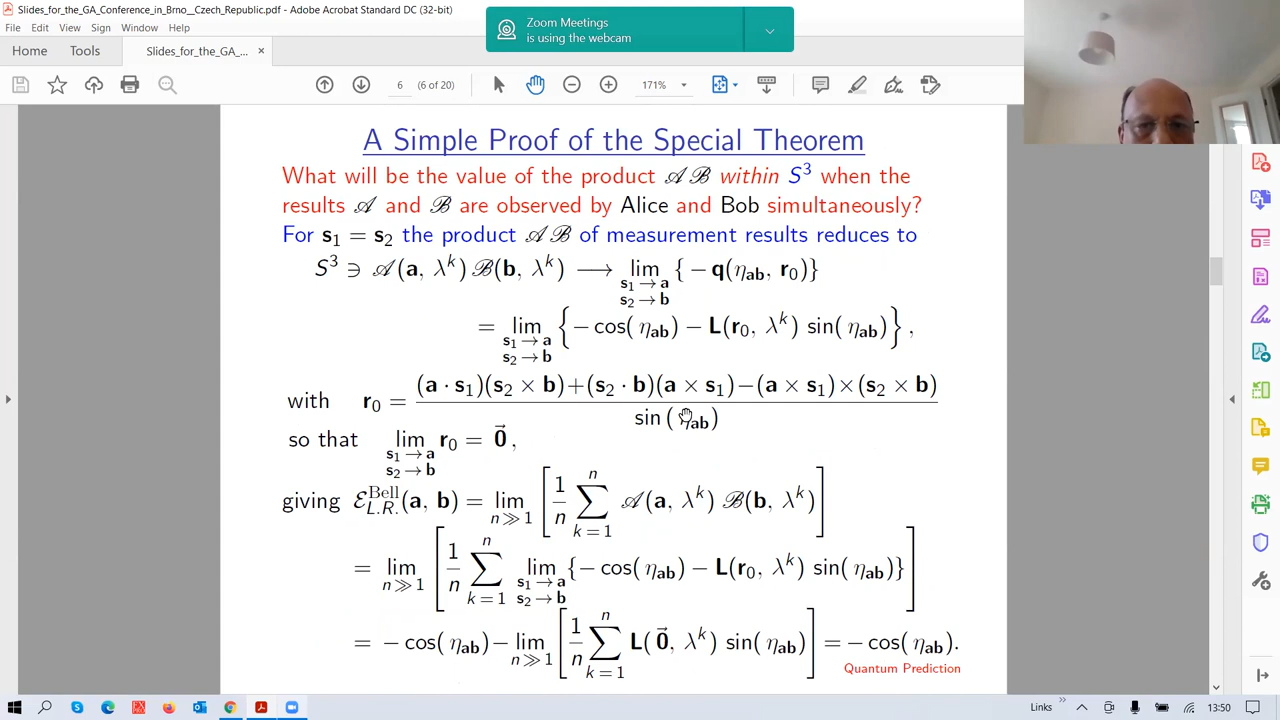 Slides_for_the_GA_Conference_in_Brno,_Czech_Republic.pdf - Adobe Acrobat Standard DC (32-bit)
File Edit View Sign Window Help
Zoom Meetings
is using the webcam
Home Tools Slides_for_the_GA_... ×
6 (6 of 20) 171%
A Simple Proof of the Special Theorem
What will be the value of the product 𝒜ℬ within S³ when the
results 𝒜 and ℬ are observed by Alice and Bob simultaneously?
For s₁ = s₂ the product 𝒜ℬ of measurement results reduces to
S³ ∋ 𝒜(a, λᵏ) ℬ(b, λᵏ) ⟶ lim s₁→a s₂→b {−q(η_ab, r₀)}
= lim s₁→a s₂→b {−cos(η_ab) − L(r₀, λᵏ) sin(η_ab)},
with r₀ = (a · s₁)(s₂ × b)+(s₂ · b)(a × s₁)−(a × s₁)×(s₂ × b) / sin(η_ab)
so that lim s₁→a s₂→b r₀ = 0⃗,
giving ℰ^Bell_L.R.(a, b) = lim n≫1 [1/n ∑ k=1 n 𝒜(a, λᵏ) ℬ(b, λᵏ)]
= lim n≫1 [1/n ∑ k=1 n lim s₁→a s₂→b {−cos(η_ab) − L(r₀, λᵏ) sin(η_ab)}]
= −cos(η_ab) − lim n≫1 [1/n ∑ k=1 n L(0⃗, λᵏ) sin(η_ab)] = −cos(η_ab).
Quantum Prediction
Links » 13:50